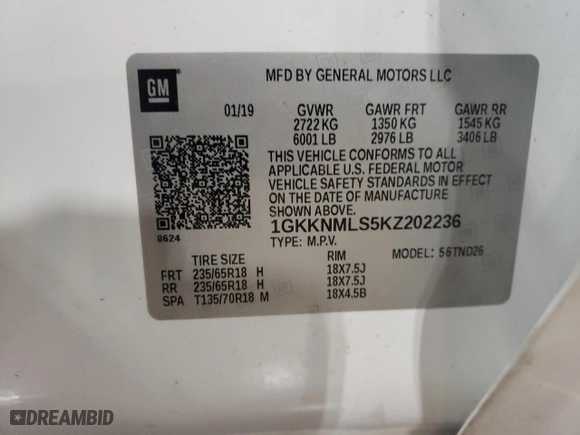 GM
MFD BY GENERAL MOTORS LLC
01/19 GVWR GAWR FRT GAWR RR
2722 KG 1350 KG 1545 KG
6001 LB 2976 LB 3406 LB
THIS VEHICLE CONFORMS TO ALL
APPLICABLE U.S. FEDERAL MOTOR
VEHICLE SAFETY STANDARDS IN EFFECT
ON THE DATE OF MANUFACTURE
SHOWN ABOVE.
1GKKNMLS5KZ202236
8624
TYPE: M.P.V. MODEL: 56TND26
TIRE SIZE RIM
FRT 235/65R18 H 18X7.5J
RR 235/65R18 H 18X7.5J
SPA T135/70R18 M 18X4.5B
DREAMBID